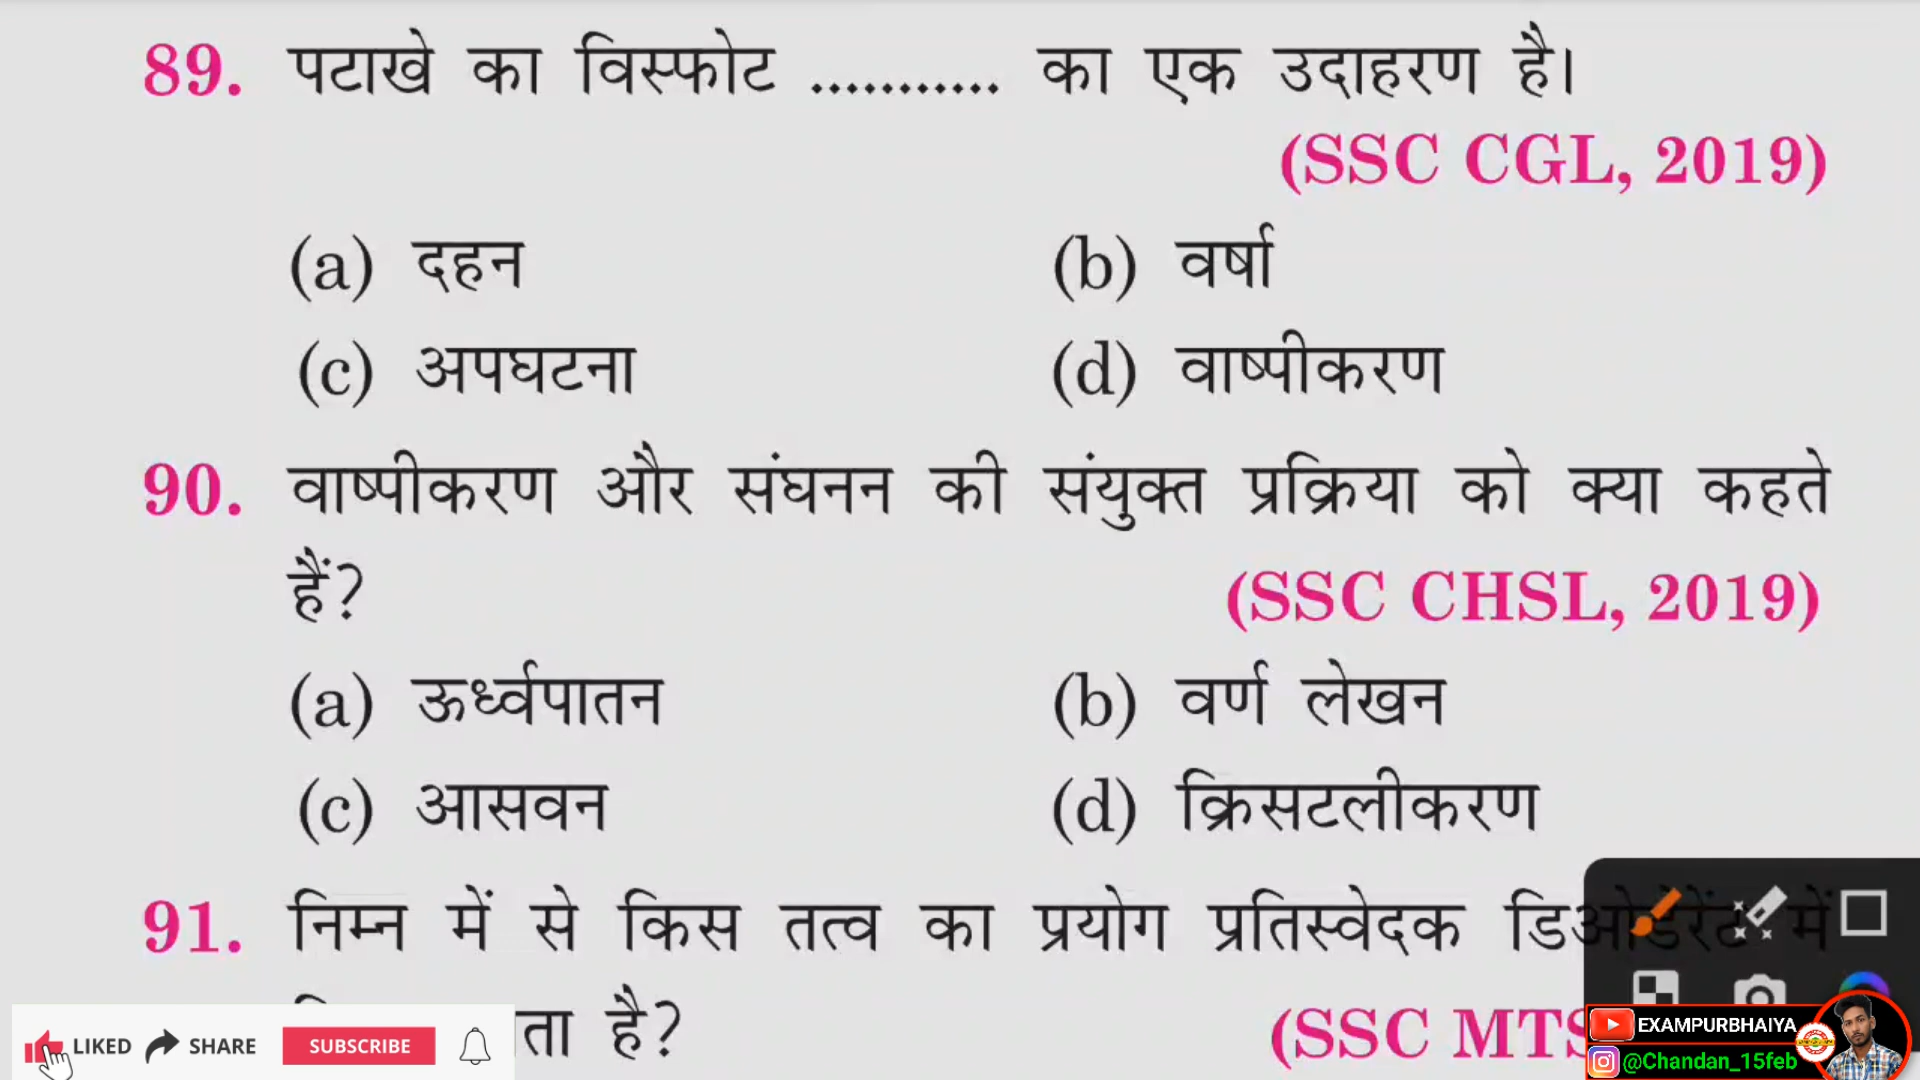 89. पटाखे का विस्फोट ........... का एक उदाहरण है।
(SSC CGL, 2019)
(a) दहन (b) वर्षा
(c) अपघटना (d) वाष्पीकरण
90. वाष्पीकरण और संघनन की संयुक्त प्रक्रिया को क्या कहते
हैं? (SSC CHSL, 2019)
(a) ऊर्ध्वपातन (b) वर्ण लेखन
(c) आसवन (d) क्रिसटलीकरण
91. निम्न में से किस तत्व का प्रयोग प्रतिस्वेदक डिओडेरेंट में
ता है? (SSC MTS
LIKED SHARE SUBSCRIBE
EXAMPURBHAIYA
@Chandan_15feb